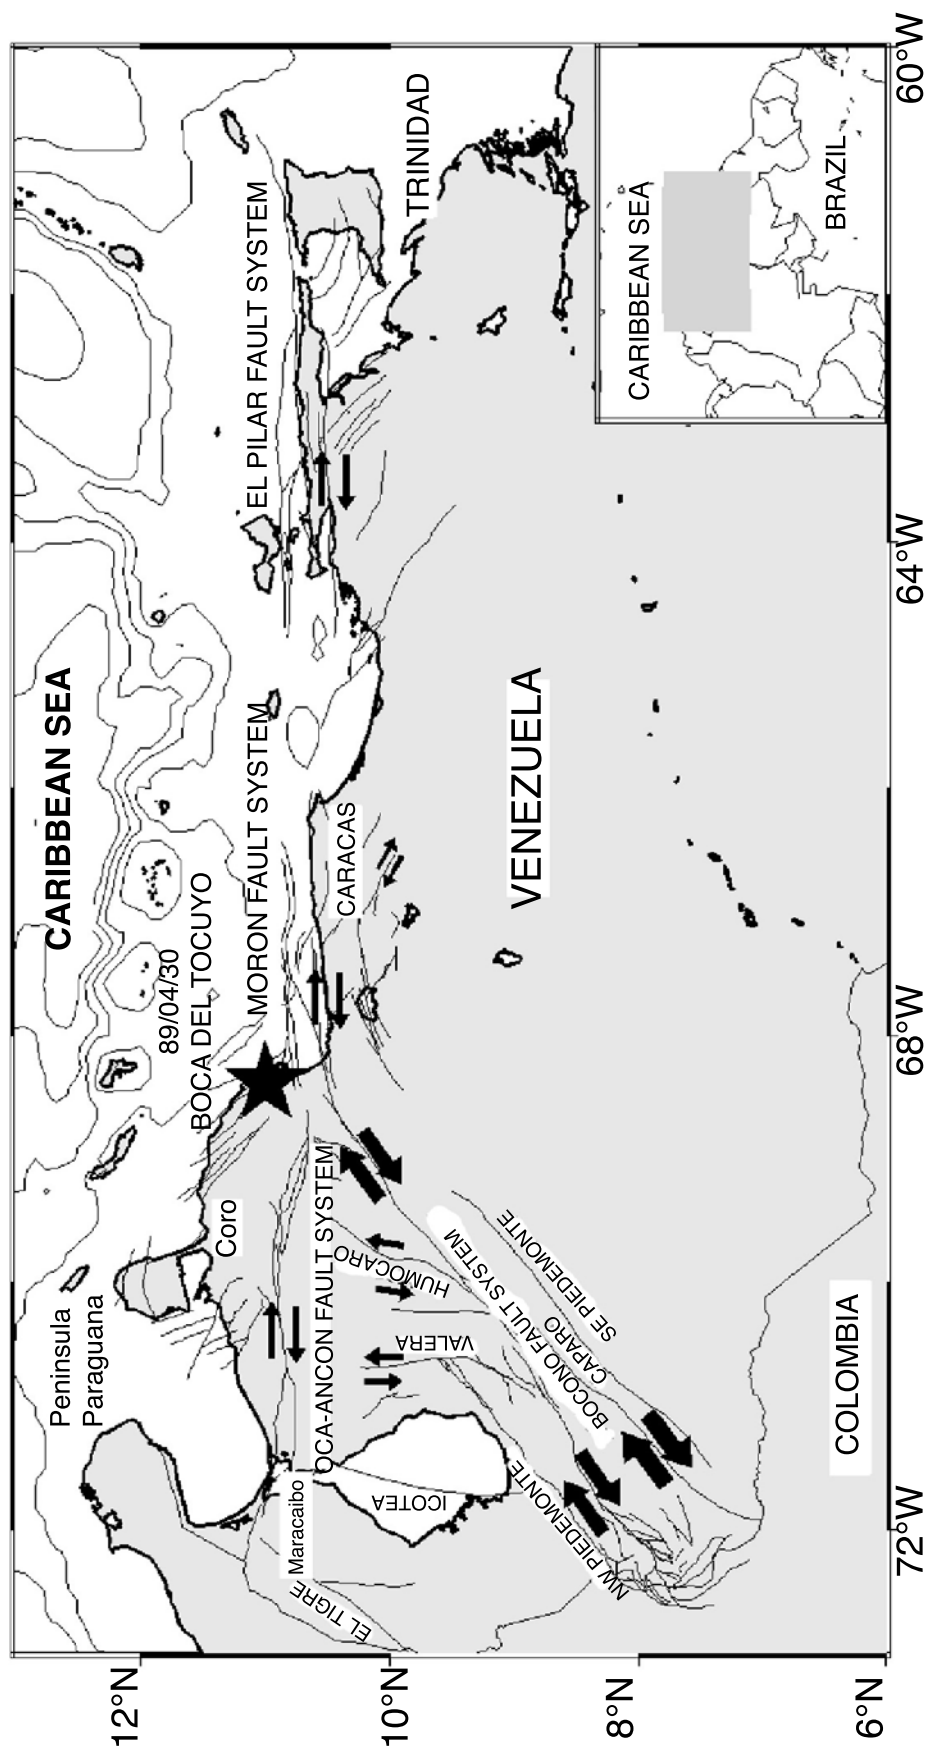 CARIBBEAN SEA
89/04/30
BOCA DEL TOCUYO
MORON FAULT SYSTEM
EL PILAR FAULT SYSTEM
TRINIDAD
Peninsula
Paraguana
Coro
CARACAS
Maracaibo
OCA-ANCON FAULT SYSTEM
EL TIGRE
ICOTEA
VALERA
HUMOCARO
NW PIEDEMONTE
BOCONO FAULT SYSTEM
CAPARO
SE PIEDEMONTE
VENEZUELA
COLOMBIA
CARIBBEAN SEA
BRAZIL
12°N
10°N
8°N
6°N
72°W
68°W
64°W
60°W